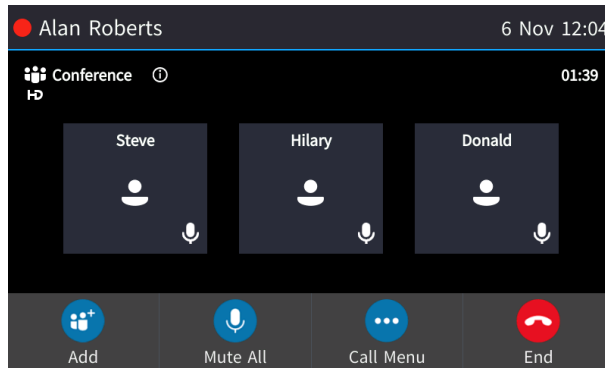 Alan Roberts 6 Nov 12:04
Conference 01:39
HD
Steve Hilary Donald
Add Mute All Call Menu End